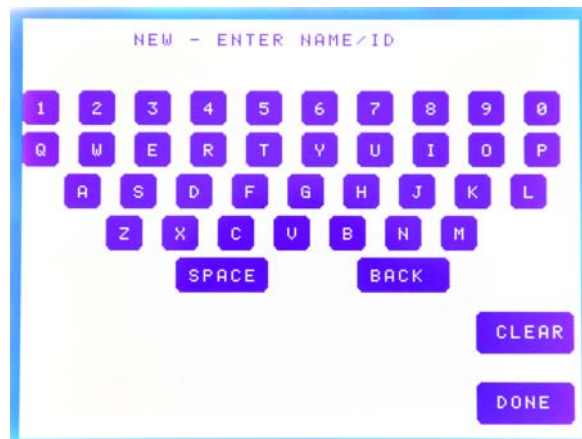 NEW - ENTER NAME/ID
1 2 3 4 5 6 7 8 9 0
Q W E R T Y U I O P
A S D F G H J K L
Z X C V B N M
SPACE BACK
CLEAR
DONE